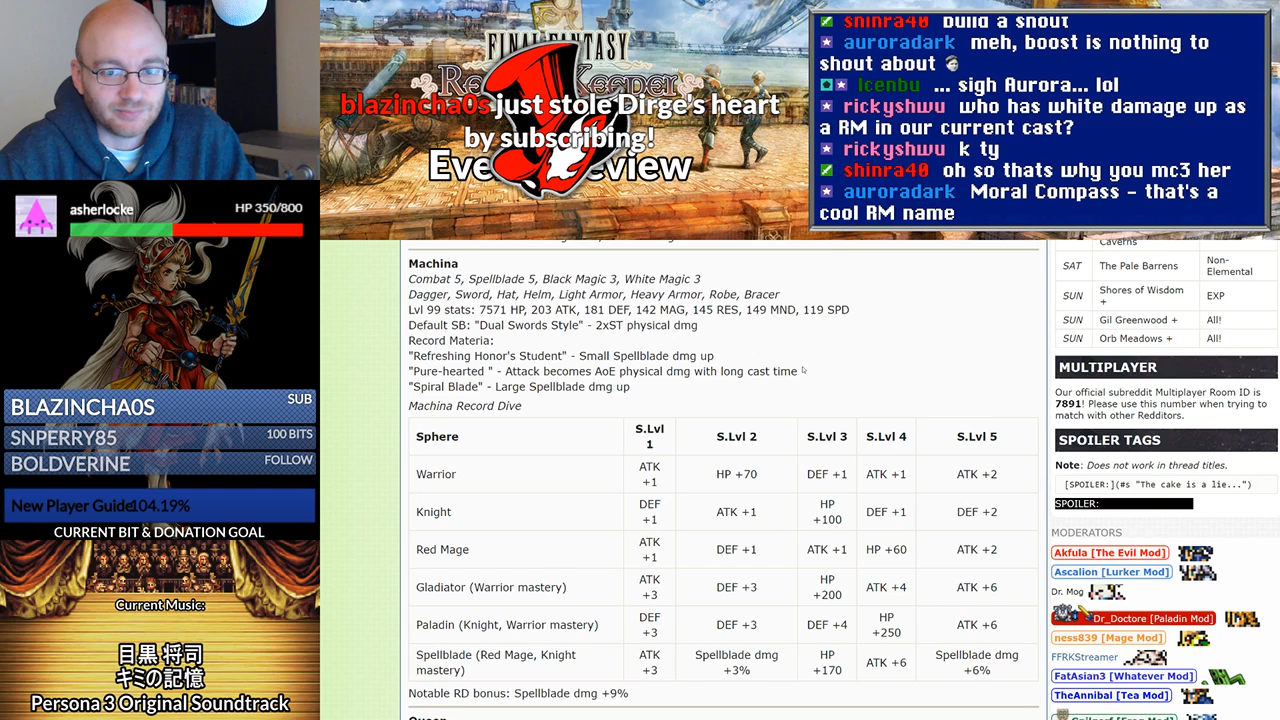 FINAL FANTASY
Re Keeper
blazincha0s just stole Dirge's heart
by subscribing!
Eve view
shinra40 build a shout
auroradark meh, boost is nothing to
shout about
Icenbu ... sigh Aurora... lol
rickyshwu who has white damage up as
a RM in our current cast?
rickyshwu k ty
shinra40 oh so thats why you mc3 her
auroradark Moral Compass - that's a
cool RM name
asherlocke HP 350/800
BLAZINCHA0S SUB
SNPERRY85 100 BITS
BOLDVERINE FOLLOW
New Player Guide104.19%
CURRENT BIT & DONATION GOAL
Current Music:
目黒 将司
キミの記憶
Persona 3 Original Soundtrack
Machina
Combat 5, Spellblade 5, Black Magic 3, White Magic 3
Dagger, Sword, Hat, Helm, Light Armor, Heavy Armor, Robe, Bracer
Lvl 99 stats: 7571 HP, 203 ATK, 181 DEF, 142 MAG, 145 RES, 149 MND, 119 SPD
Default SB: "Dual Swords Style" - 2xST physical dmg
Record Materia:
"Refreshing Honor's Student" - Small Spellblade dmg up
"Pure-hearted " - Attack becomes AoE physical dmg with long cast time
"Spiral Blade" - Large Spellblade dmg up
Machina Record Dive
Sphere S.Lvl 1 S.Lvl 2 S.Lvl 3 S.Lvl 4 S.Lvl 5
Warrior ATK +1 HP +70 DEF +1 ATK +1 ATK +2
Knight DEF +1 ATK +1 HP +100 DEF +1 DEF +2
Red Mage ATK +1 DEF +1 ATK +1 HP +60 ATK +2
Gladiator (Warrior mastery) ATK +3 DEF +3 HP +200 ATK +4 ATK +6
Paladin (Knight, Warrior mastery) DEF +3 DEF +3 DEF +4 HP +250 ATK +6
Spellblade (Red Mage, Knight mastery) ATK +3 Spellblade dmg +3% HP +170 ATK +6 Spellblade dmg +6%
Notable RD bonus: Spellblade dmg +9%
Queen
Caverns
SAT The Pale Barrens Non-Elemental
SUN Shores of Wisdom + EXP
SUN Gil Greenwood + All!
SUN Orb Meadows + All!
MULTIPLAYER
Our official subreddit Multiplayer Room ID is
7891! Please use this number when trying to
match with other Redditors.
SPOILER TAGS
Note: Does not work in thread titles.
[SPOILER:](#s "The cake is a lie...")
SPOILER:
MODERATORS
Akfula [The Evil Mod]
Ascalion [Lurker Mod]
Dr. Mog
Dr_Doctore [Paladin Mod]
ness839 [Mage Mod]
FFRKStreamer
FatAsian3 [Whatever Mod]
TheAnnibal [Tea Mod]